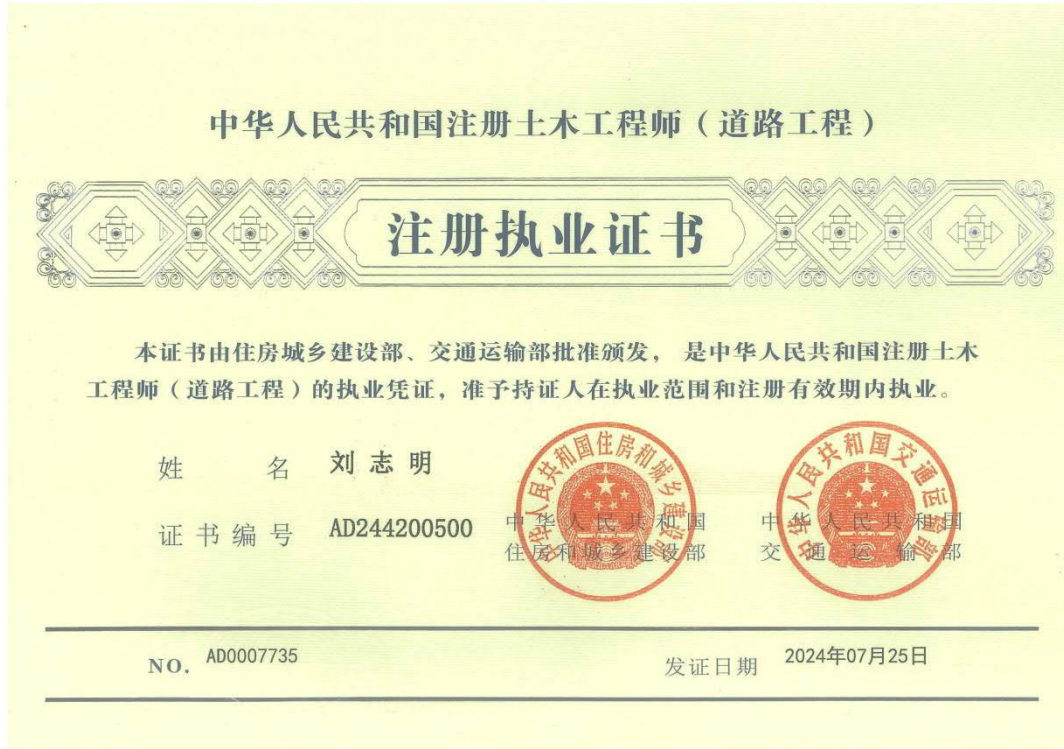 中华人民共和国注册土木工程师（道路工程）
注册执业证书
本证书由住房城乡建设部、交通运输部批准颁发， 是中华人民共和国注册土木
工程师（道路工程）的执业凭证，准予持证人在执业范围和注册有效期内执业。
姓 名 刘志明
证书编号 AD244200500
中华人民共和国住房和城乡建设部
中华人民共和国
住房和城乡建设部
中华人民共和国交通运输部
中华人民共和国
交通运输部
NO. AD0007735
发证日期 2024年07月25日